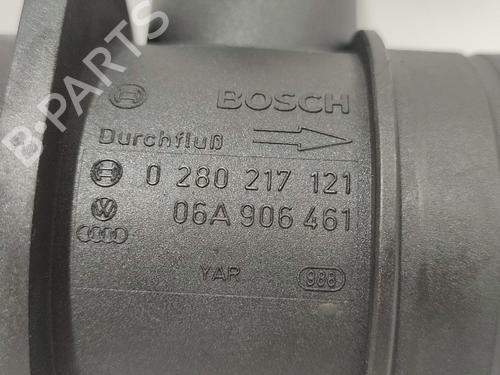 BOSCH
Durchfluß
0 280 217 121
06A 906 461
YAR 988
B-PARTS